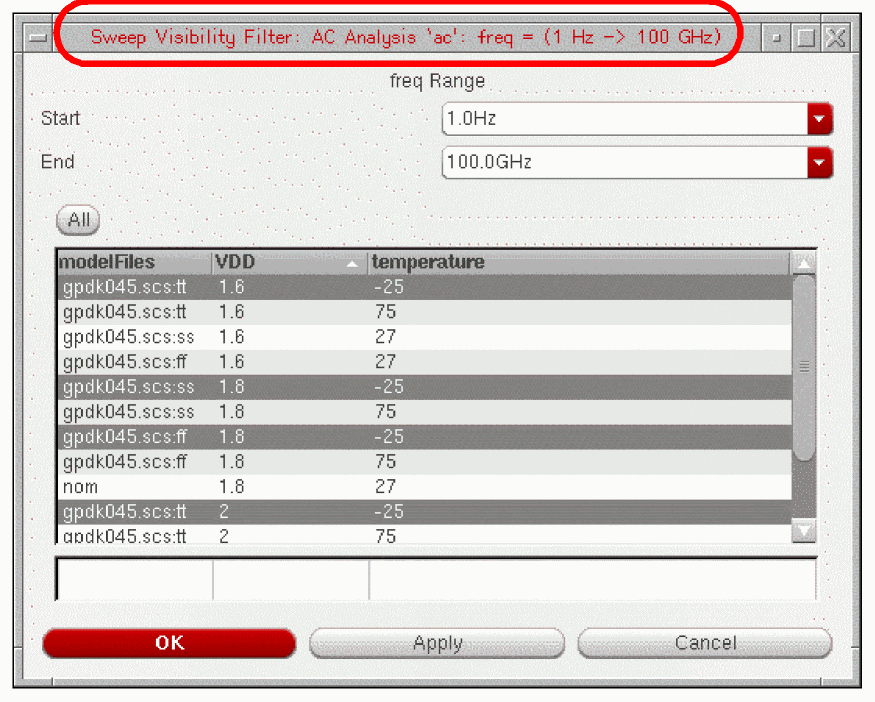 Sweep Visibility Filter: AC Analysis 'ac': freq = (1 Hz -> 100 GHz)
freq Range
Start 1.0Hz
End 100.0GHz
All
modelFiles VDD temperature
gpdk045.scs:tt 1.6 -25
gpdk045.scs:tt 1.6 75
gpdk045.scs:ss 1.6 27
gpdk045.scs:ff 1.6 27
gpdk045.scs:ss 1.8 -25
gpdk045.scs:ss 1.8 75
gpdk045.scs:ff 1.8 -25
gpdk045.scs:ff 1.8 75
nom 1.8 27
gpdk045.scs:tt 2 -25
gpdk045.scs:tt 2 75
OK Apply Cancel